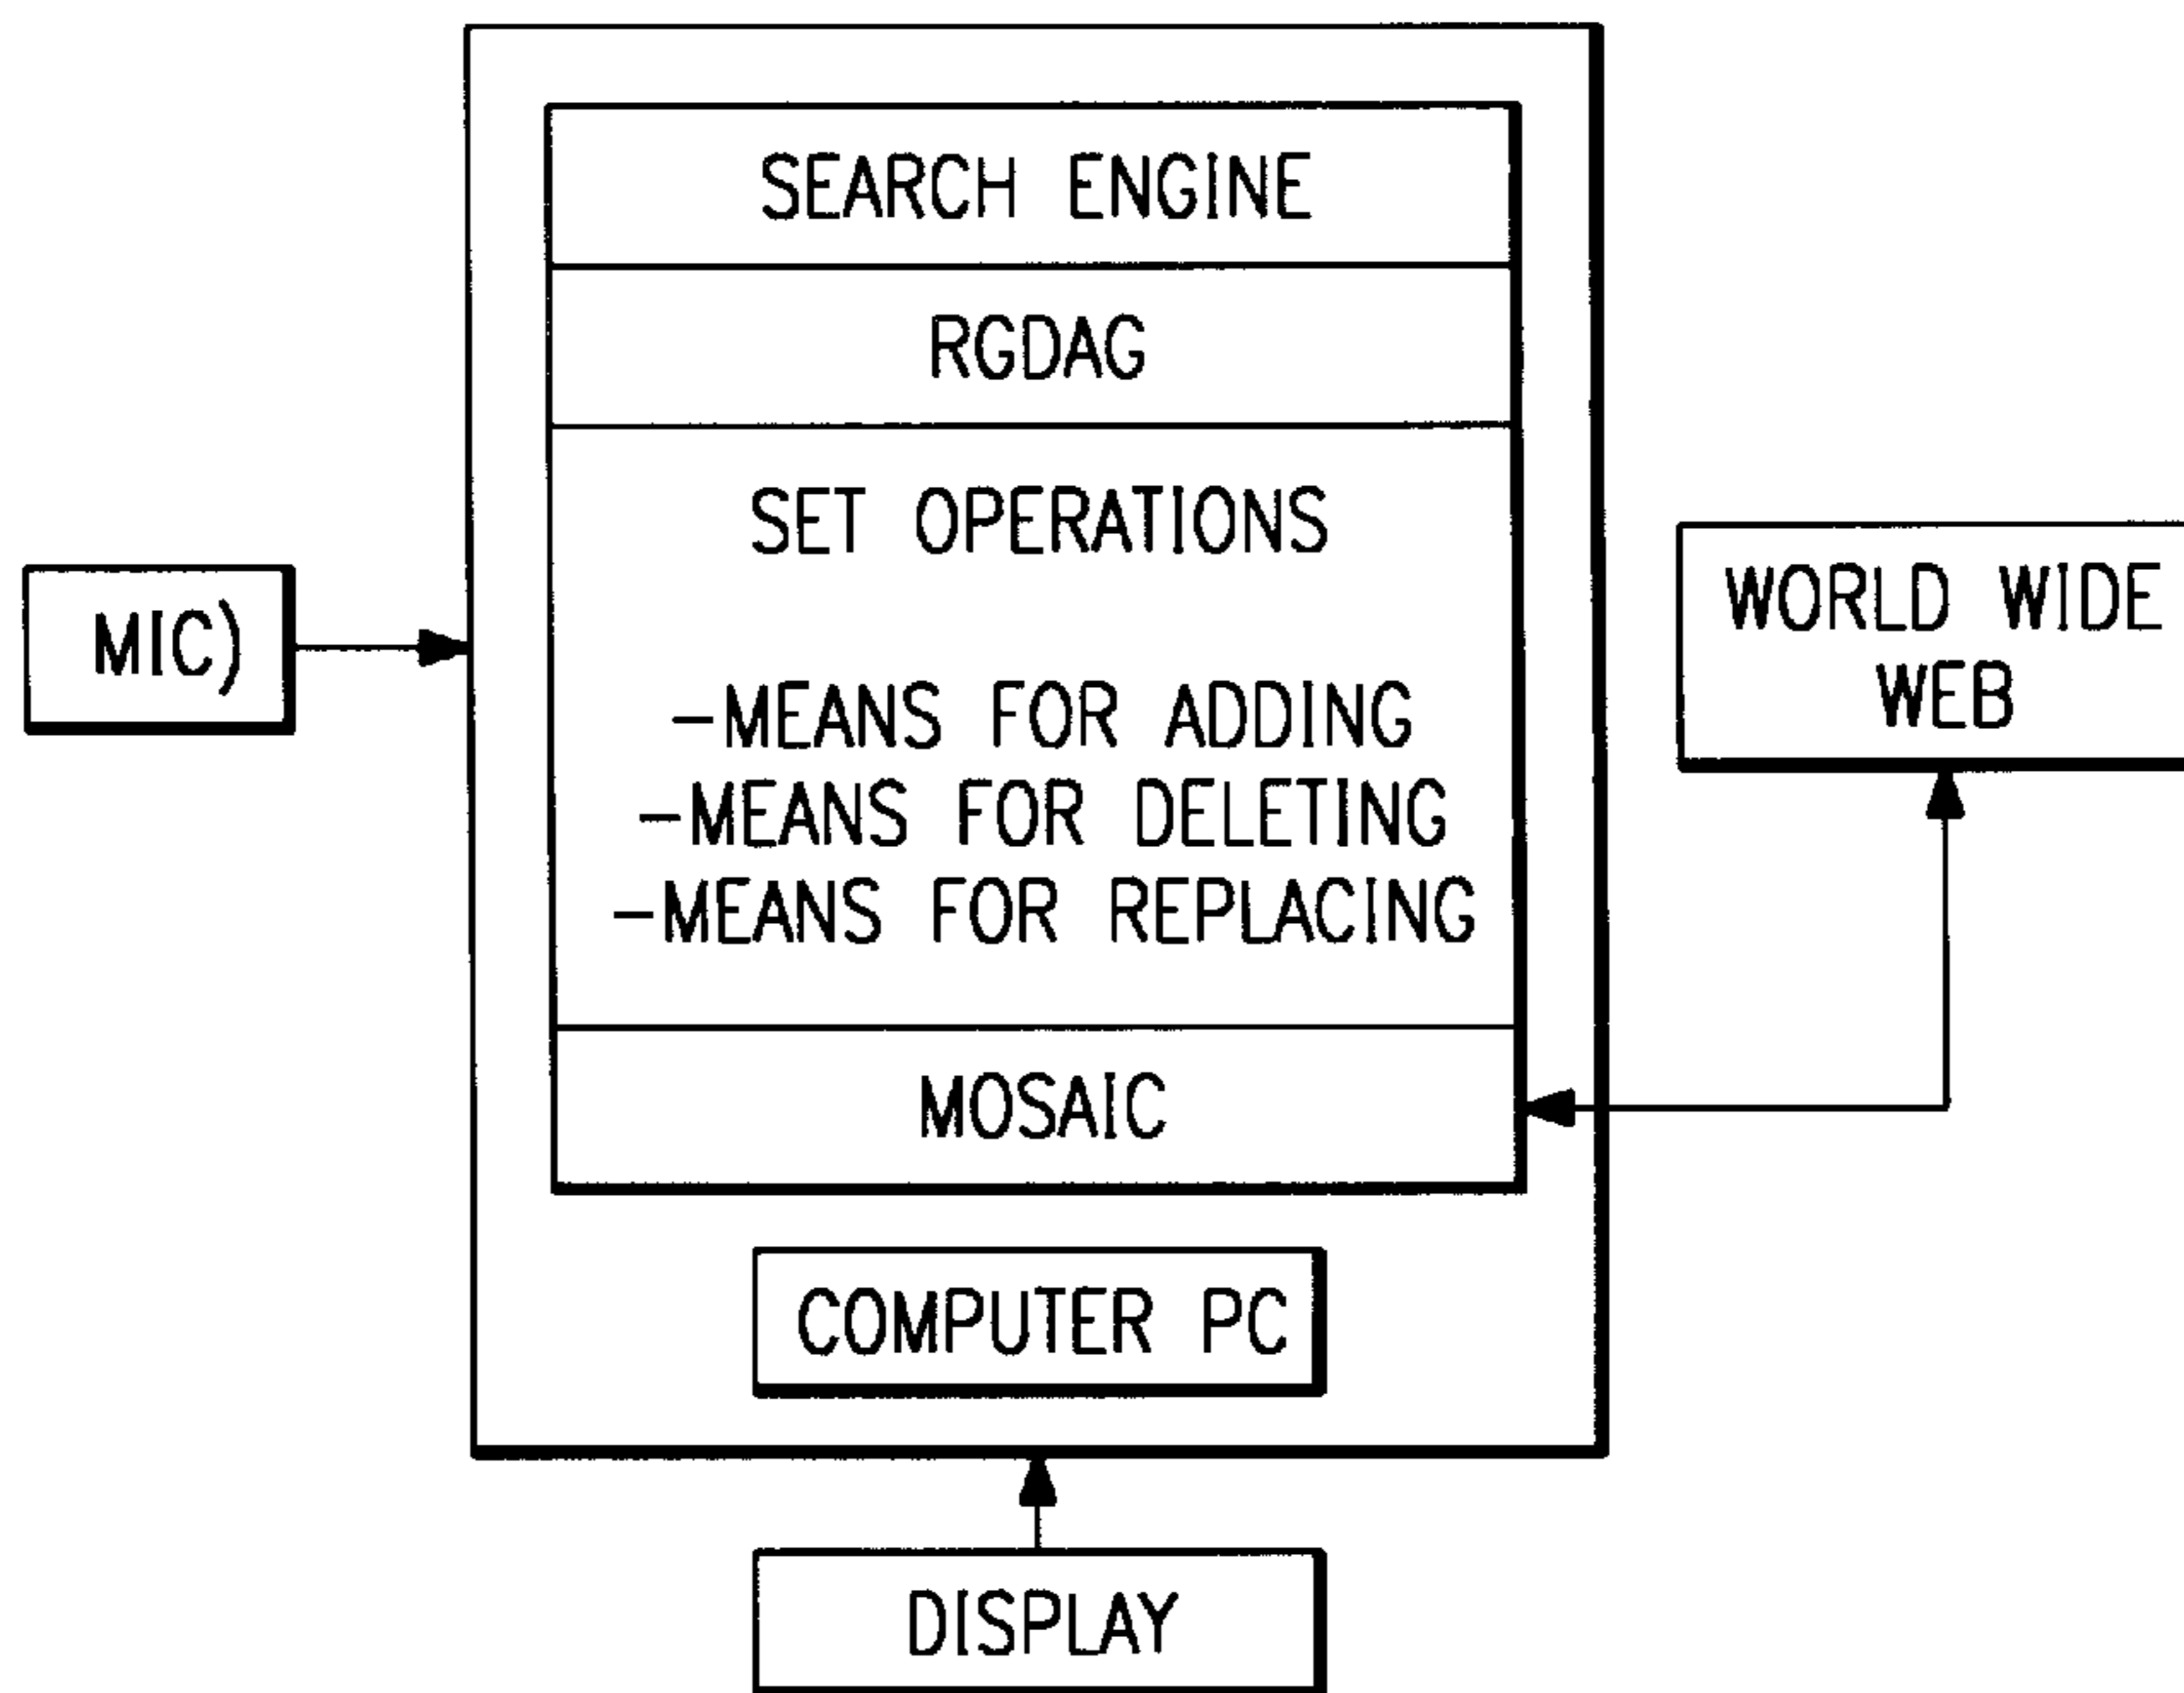 SEARCH ENGINE
RGDAG
SET OPERATIONS
-MEANS FOR ADDING
-MEANS FOR DELETING
-MEANS FOR REPLACING
MOSAIC
COMPUTER PC
MIC)
WORLD WIDE
WEB
DISPLAY